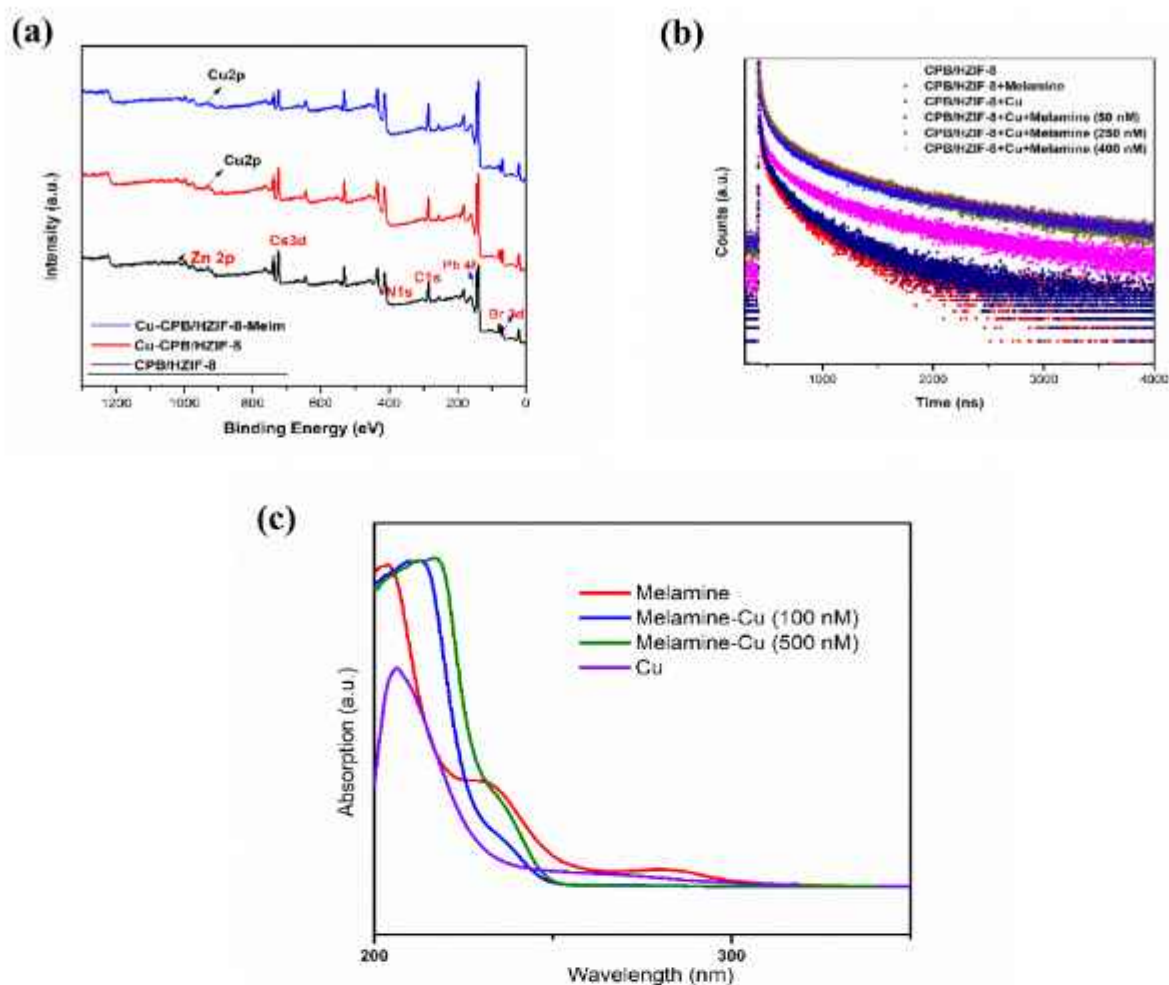 (a)
Cu2p
Cu2p
Zn 2p
Cs3d
N1s
C1s
Pb 4f
Br 3d
Cu-CPB/HZIF-8-Melm
Cu-CPB/HZIF-8
CPB/HZIF-8
Intensity (a.u.)
1200 1000 800 600 400 200 0
Binding Energy (eV)
(b)
CPB/HZIF-8
CPB/HZIF-8+Melamine
CPB/HZIF-8+Cu
CPB/HZIF-8+Cu+Melamine (50 nM)
CPB/HZIF-8+Cu+Melamine (250 nM)
CPB/HZIF-8+Cu+Melamine (400 nM)
Counts (a.u.)
1000 2000 3000 4000
Time (ns)
(c)
Melamine
Melamine-Cu (100 nM)
Melamine-Cu (500 nM)
Cu
Absorption (a.u.)
200 300
Wavelength (nm)